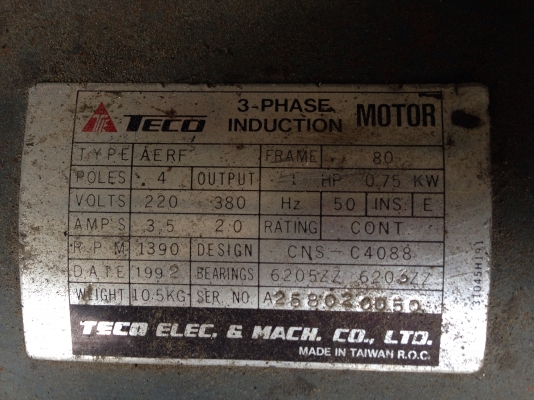 TECO 3-PHASE INDUCTION MOTOR
TYPE AERF FRAME 80
POLES 4 OUTPUT 1 HP 0.75 KW
VOLTS 220 380 Hz 50 INS. E
AMP'S 3.5 2.0 RATING CONT
R.P.M. 1390 DESIGN CNS-C4088
DATE 1992 BEARINGS 6205ZZ 6203ZZ
WEIGHT 10.5KG SER. NO. A258020050
TECO ELEC. & MACH. CO., LTD.
MADE IN TAIWAN R.O.C.